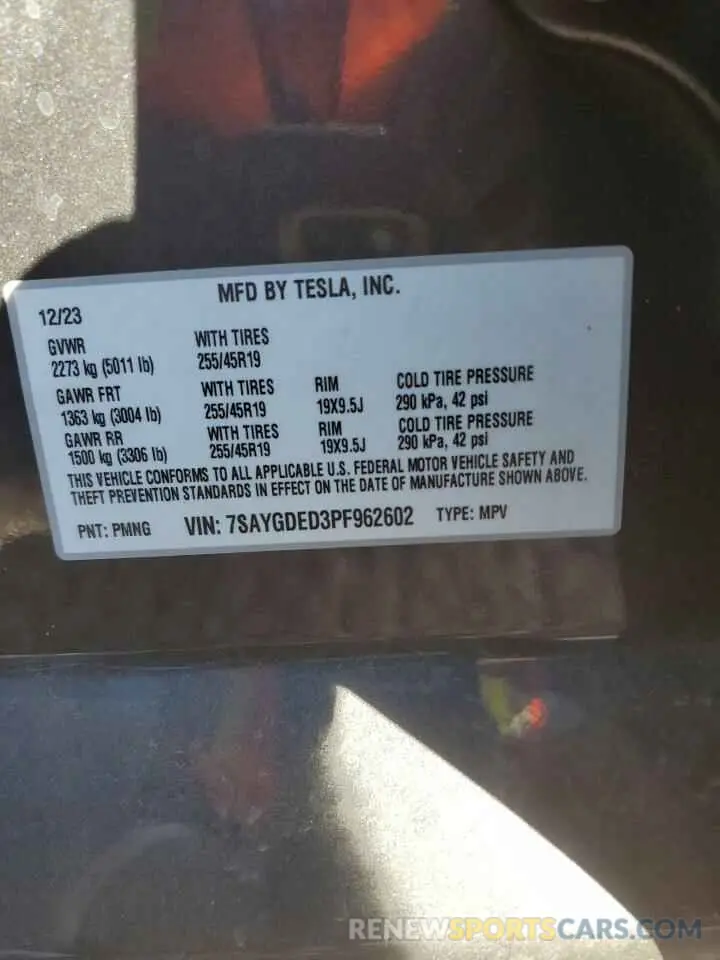 MFD BY TESLA, INC.
12/23
GVWR WITH TIRES
2273 kg (5011 lb) 255/45R19
GAWR FRT WITH TIRES RIM COLD TIRE PRESSURE
1363 kg (3004 lb) 255/45R19 19X9.5J 290 kPa, 42 psi
GAWR RR WITH TIRES RIM COLD TIRE PRESSURE
1500 kg (3306 lb) 255/45R19 19X9.5J 290 kPa, 42 psi
THIS VEHICLE CONFORMS TO ALL APPLICABLE U.S. FEDERAL MOTOR VEHICLE SAFETY AND
THEFT PREVENTION STANDARDS IN EFFECT ON THE DATE OF MANUFACTURE SHOWN ABOVE.
PNT: PMNG VIN: 7SAYGDED3PF962602 TYPE: MPV
RENEWSPORTSCARS.COM